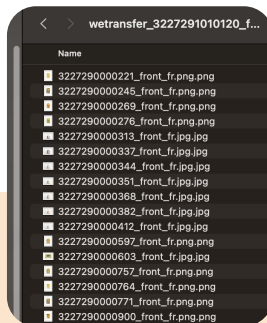 wetransfer_3227291010120_f...
Name
3227290000221_front_fr.png.png
3227290000245_front_fr.png.png
3227290000269_front_fr.png.png
3227290000276_front_fr.png.png
3227290000313_front_fr.jpg.jpg
3227290000337_front_fr.jpg.jpg
3227290000344_front_fr.jpg.jpg
3227290000351_front_fr.jpg.jpg
3227290000368_front_fr.jpg.jpg
3227290000382_front_fr.jpg.jpg
3227290000412_front_fr.jpg.jpg
3227290000597_front_fr.png.png
3227290000603_front_fr.jpg.jpg
3227290000757_front_fr.png.png
3227290000764_front_fr.png.png
3227290000771_front_fr.png.png
3227290000900_front_fr.png.png